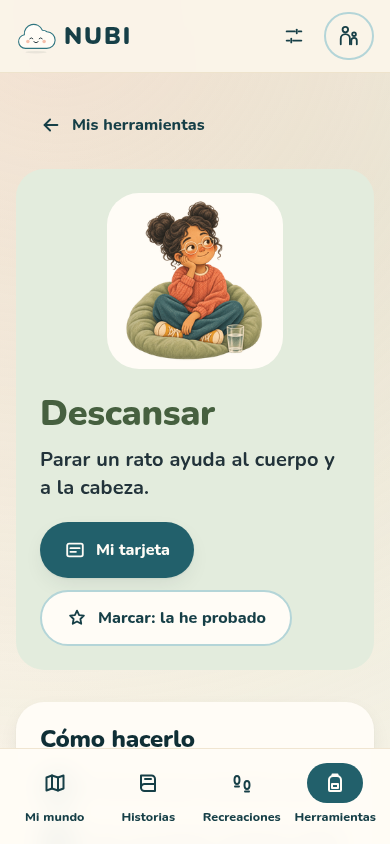 NUBI
Mis herramientas
Descansar
Parar un rato ayuda al cuerpo y
a la cabeza.
Mi tarjeta
Marcar: la he probado
Cómo hacerlo
Mi mundo
Historias
Recreaciones
Herramientas